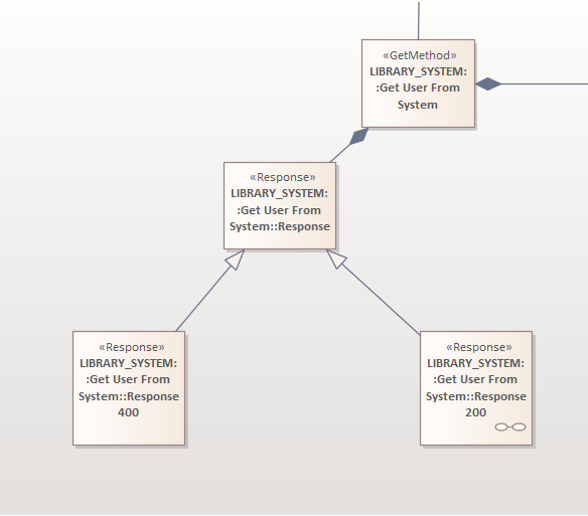 «GetMethod»
LIBRARY_SYSTEM:
:Get User From
System
«Response»
LIBRARY_SYSTEM:
:Get User From
System::Response
«Response»
LIBRARY_SYSTEM:
:Get User From
System::Response
400
«Response»
LIBRARY_SYSTEM:
:Get User From
System::Response
200